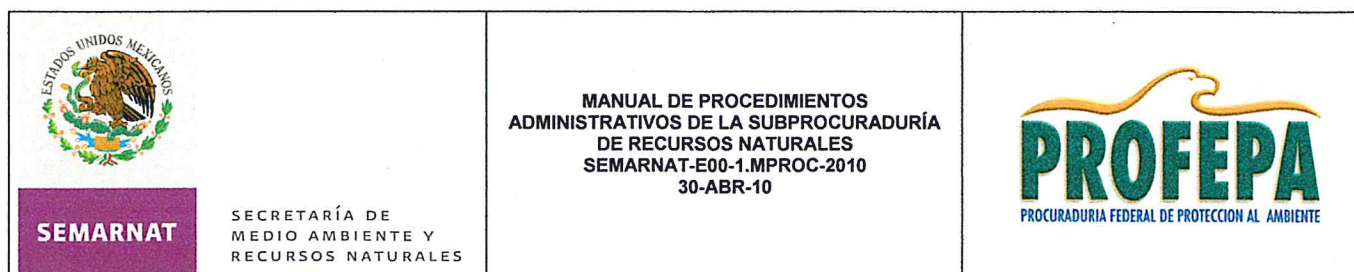 ESTADOS UNIDOS MEXICANOS
SEMARNAT
SECRETARÍA DE
MEDIO AMBIENTE Y
RECURSOS NATURALES
MANUAL DE PROCEDIMIENTOS
ADMINISTRATIVOS DE LA SUBPROCURADURÍA
DE RECURSOS NATURALES
SEMARNAT-E00-1.MPROC-2010
30-ABR-10
PROFEPA
PROCURADURIA FEDERAL DE PROTECCION AL AMBIENTE